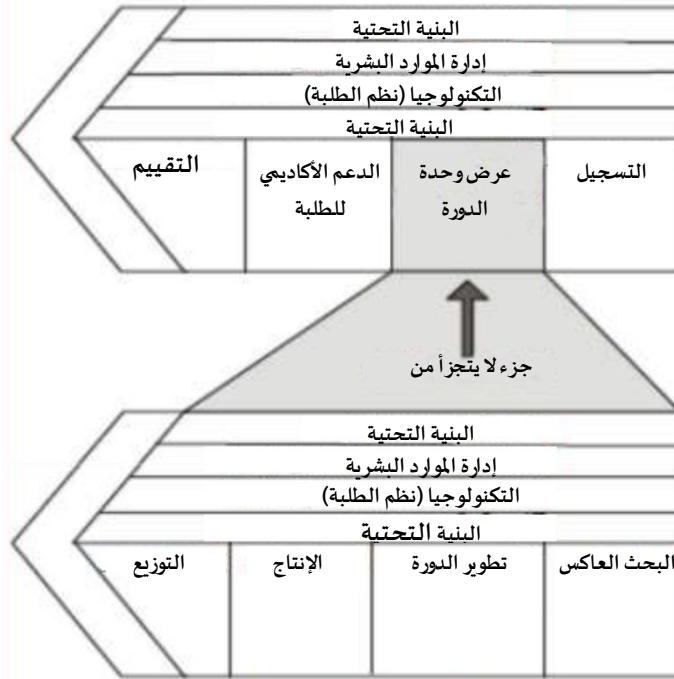 البنية التحتية
إدارة الموارد البشرية
التكنولوجيا (نظم الطلبة)
البنية التحتية
التسجيل
عرض وحدة
الدورة
الدعم الأكاديمي
للطلبة
التقييم
جزء لا يتجزأ من
البنية التحتية
إدارة الموارد البشرية
التكنولوجيا (نظم الطلبة)
البنية التحتية
البحث العاكس
تطوير الدورة
الإنتاج
التوزيع